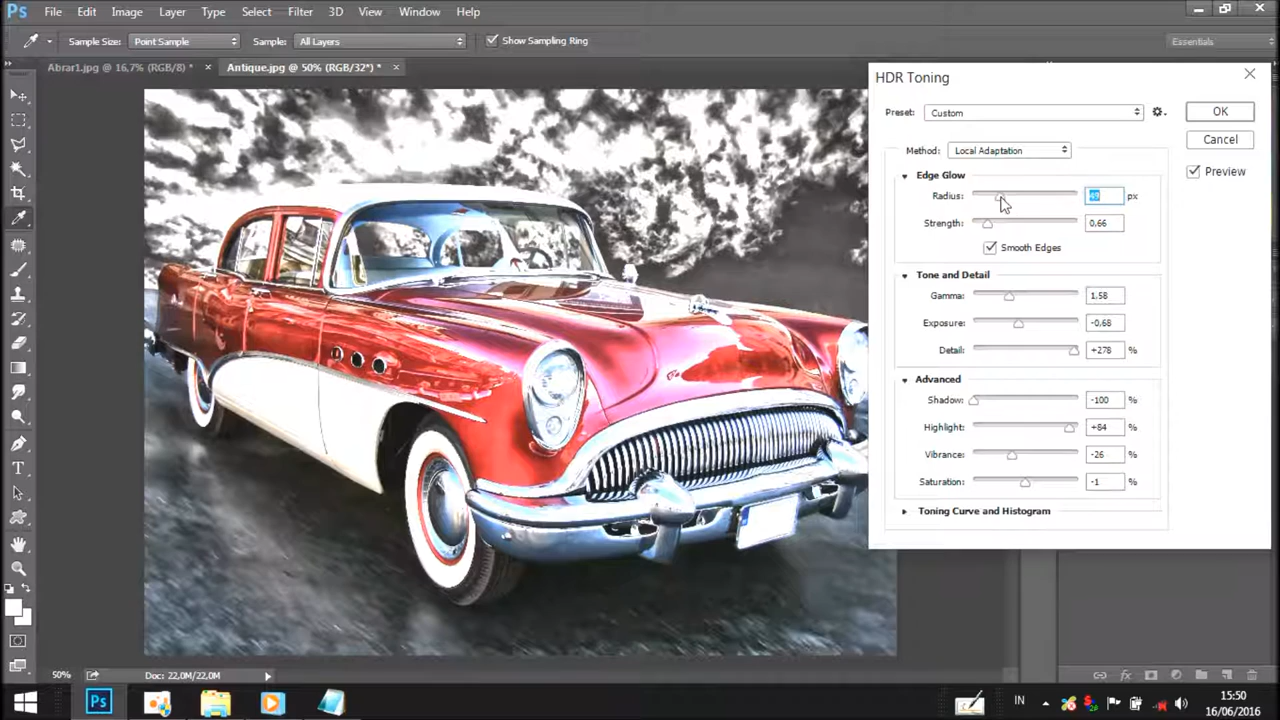 Ps File Edit Image Layer Type Select Filter 3D View Window Help
Sample Size: Point Sample Sample: All Layers Show Sampling Ring Essentials
Abrar1.jpg @ 16,7% (RGB/8) * × Antique.jpg @ 50% (RGB/32*) * ×
HDR Toning
Preset: Custom OK
Cancel
Method: Local Adaptation
Preview
Edge Glow
Radius: 49 px
Strength: 0.66
Smooth Edges
Tone and Detail
Gamma: 1.58
Exposure: -0.68
Detail: +278 %
Advanced
Shadow: -100 %
Highlight: +84 %
Vibrance: -26 %
Saturation: -1 %
Toning Curve and Histogram
50% Doc: 22,0M/22,0M
fx
Ps IN 15:50
16/06/2016